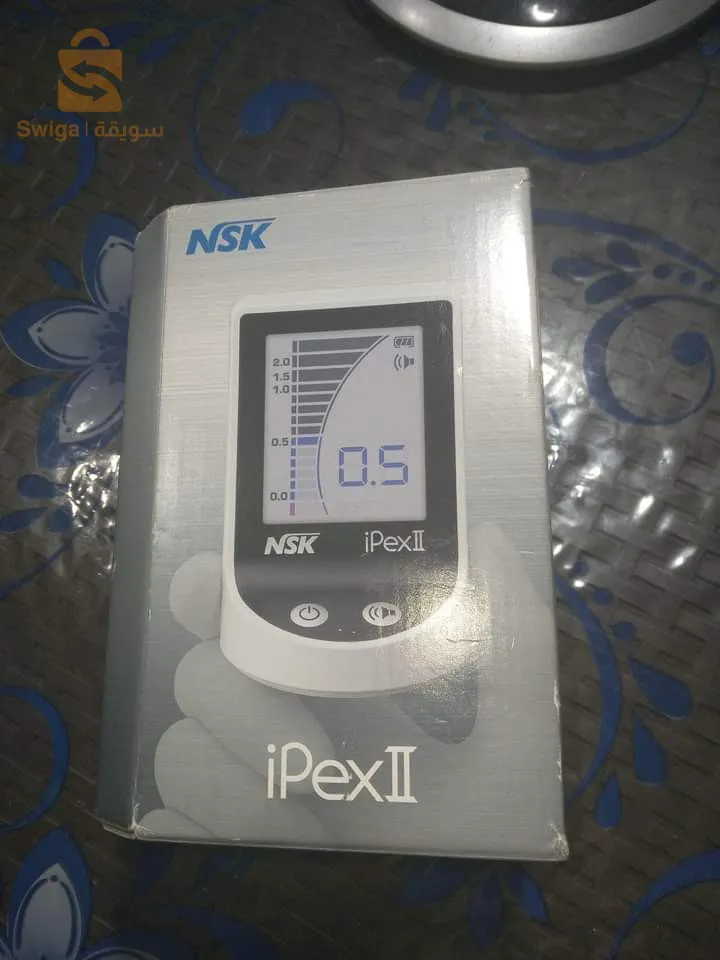 Swiga | سويقة
NSK
2.0
1.5
1.0
0.5
0.5
0.0
NSK iPexII
iPexII